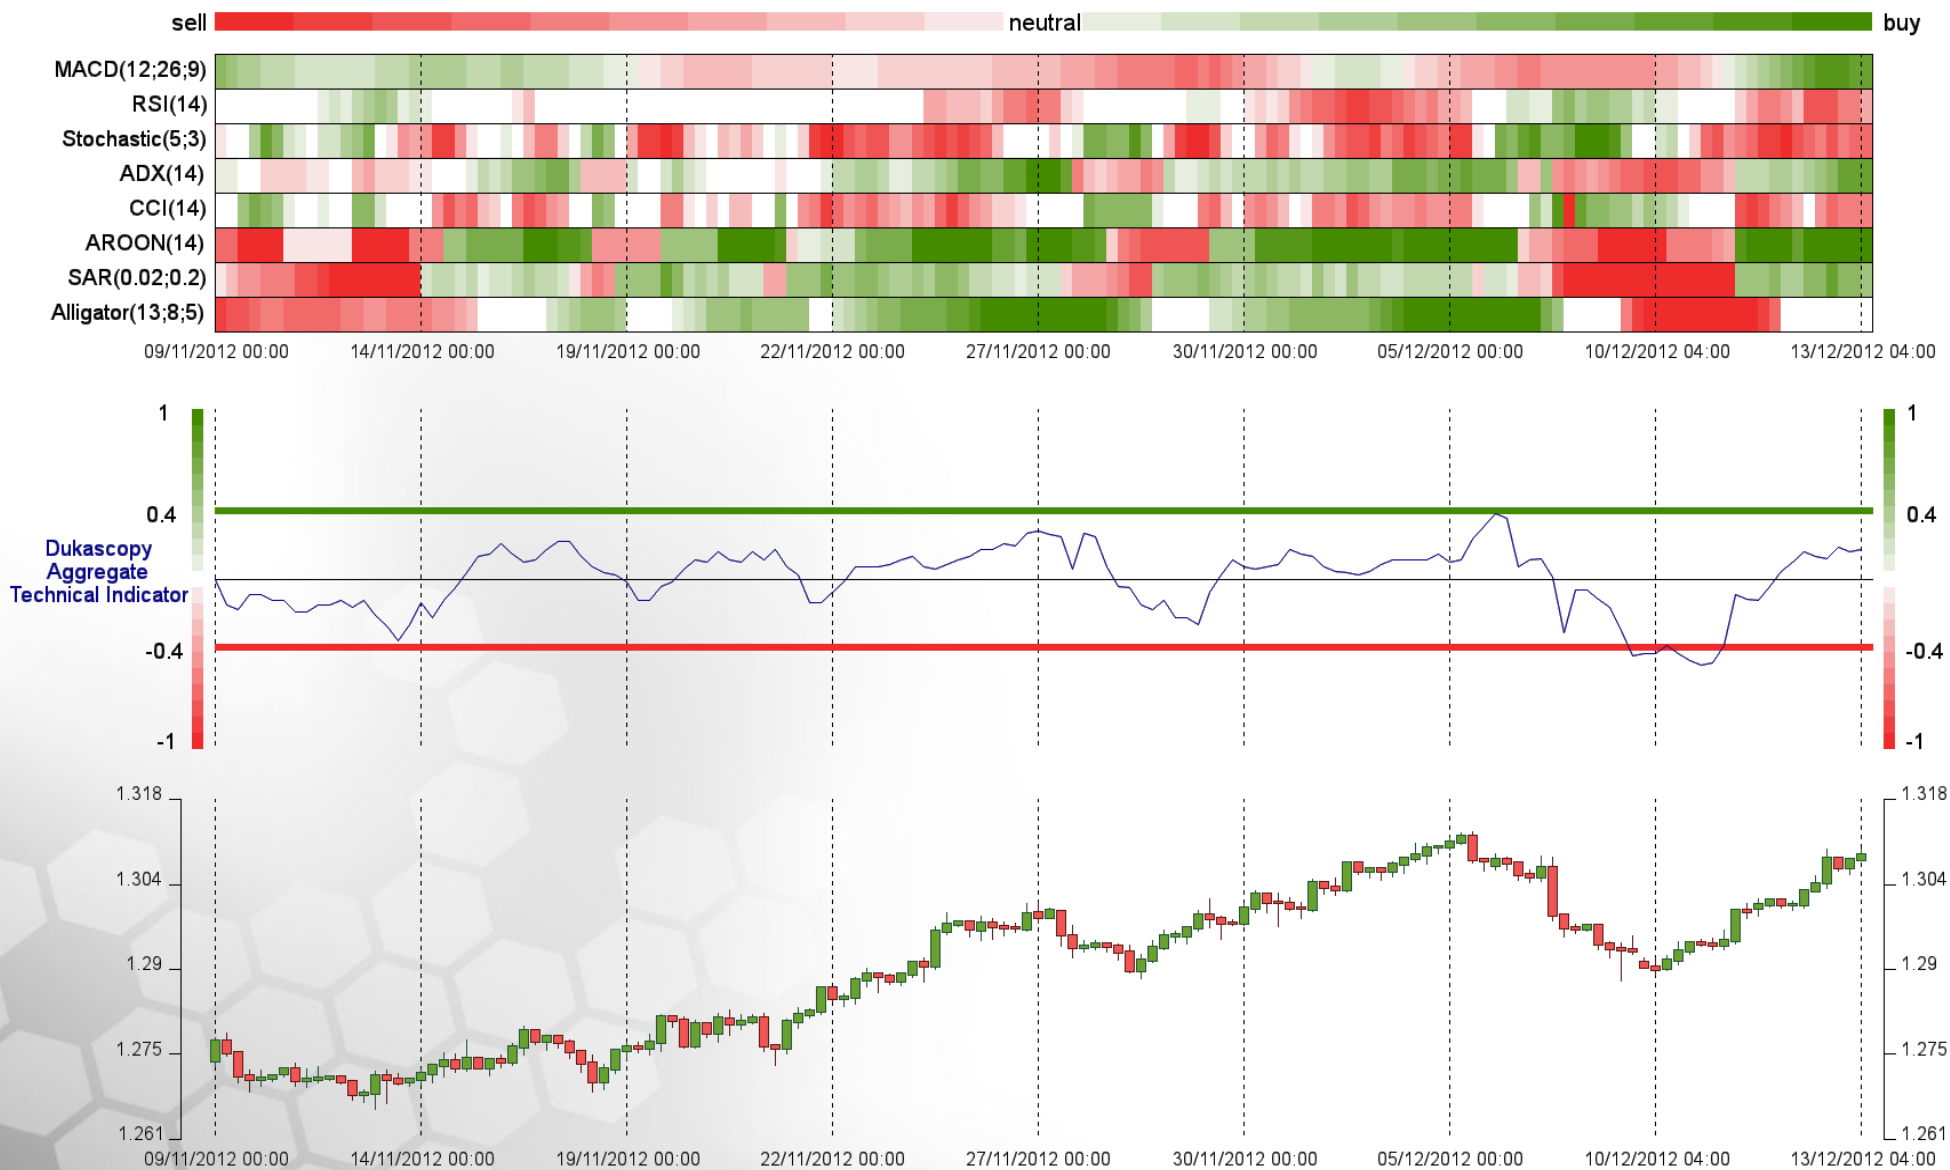 sell neutral buy
MACD(12;26;9)
RSI(14)
Stochastic(5;3)
ADX(14)
CCI(14)
AROON(14)
SAR(0.02;0.2)
Alligator(13;8;5)
09/11/2012 00:00 14/11/2012 00:00 19/11/2012 00:00 22/11/2012 00:00 27/11/2012 00:00 30/11/2012 00:00 05/12/2012 00:00 10/12/2012 04:00 13/12/2012 04:00
1 1
0.4 0.4
Dukascopy
Aggregate
Technical Indicator
-0.4 -0.4
-1 -1
1.318 1.318
1.304 1.304
1.29 1.29
1.275 1.275
1.261 1.261
09/11/2012 00:00 14/11/2012 00:00 19/11/2012 00:00 22/11/2012 00:00 27/11/2012 00:00 30/11/2012 00:00 05/12/2012 00:00 10/12/2012 04:00 13/12/2012 04:00